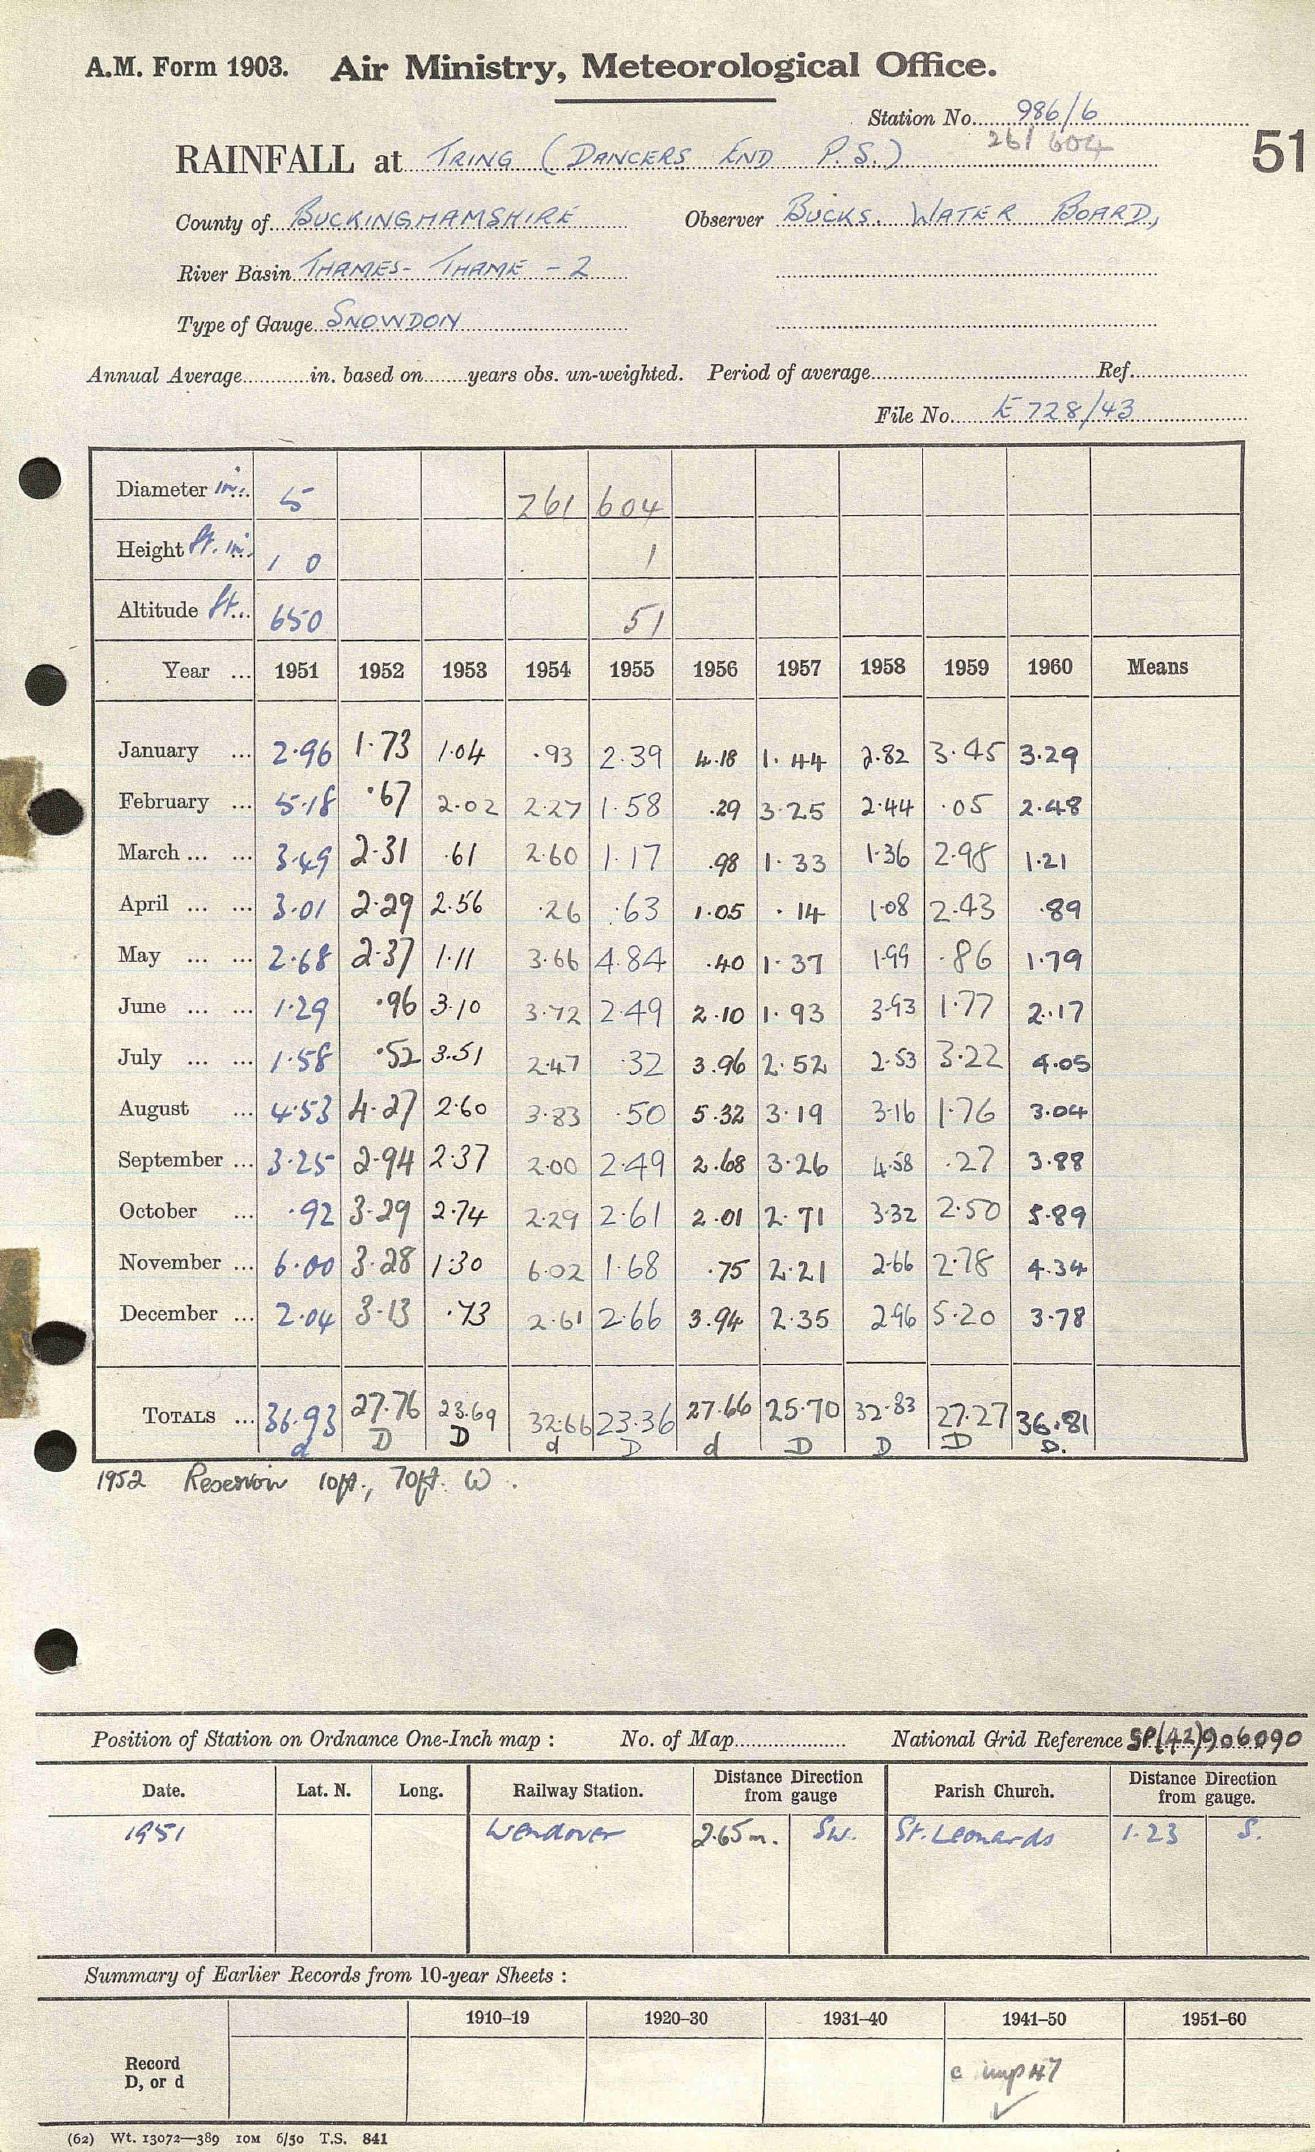 A.M. Form 1903. Air Ministry, Meteorological Office.
Station No. 986/6
261 604
51
RAINFALL at TRING (DANCERS END P.S.)
County of BUCKINGHAMSHIRE Observer BUCKS. WATER BOARD,
River Basin THAMES - THAME - 2
Type of Gauge SNOWDON
Annual Average............in. based on........years obs. un-weighted. Period of average............Ref............
File No. E728/43
Diameter in. 5 261 604
Height ft. in. 1 0 1
Altitude ft. 650 51
Year ... 1951 1952 1953 1954 1955 1956 1957 1958 1959 1960 Means
January ... 2.96 1.73 1.04 .93 2.39 4.18 1.44 2.82 3.45 3.29
February ... 5.18 .67 2.02 2.27 1.58 .29 3.25 2.44 .05 2.48
March ... ... 3.49 2.31 .61 2.60 1.17 .98 1.33 1.36 2.98 1.21
April ... ... 3.01 2.29 2.56 .26 .63 1.05 .14 1.08 2.43 .89
May ... ... 2.68 2.37 1.11 3.66 4.84 .40 1.37 1.99 .86 1.79
June ... ... 1.29 .96 3.10 3.72 2.49 2.10 1.93 3.93 1.77 2.17
July ... ... 1.58 .52 3.51 2.47 .32 3.96 2.52 2.53 3.22 4.05
August ... 4.53 4.27 2.60 3.83 .50 5.32 3.19 3.16 1.76 3.04
September ... 3.25 2.94 2.37 2.00 2.49 2.68 3.26 4.58 .27 3.88
October ... .92 3.29 2.74 2.29 2.61 2.01 2.71 3.32 2.50 5.89
November ... 6.00 3.28 1.30 6.02 1.68 .75 2.21 2.66 2.78 4.34
December ... 2.04 3.13 .73 2.61 2.66 3.94 2.35 2.96 5.20 3.78
TOTALS ... 36.93 27.76 23.69 32.66 23.36 27.66 25.70 32.83 27.27 36.81
d D D d D d D D D D.
1952 Reservoir 10ft., 70ft. W.
Position of Station on Ordnance One-Inch map : No. of Map............ National Grid Reference SP(42)906090
Date. Lat. N. Long. Railway Station. Distance from gauge Direction Parish Church. Distance from gauge. Direction
1951 Wendover 2.65m. SW. St. Leonards 1.23 S.
Summary of Earlier Records from 10-year Sheets :
1910–19 1920–30 1931–40 1941–50 1951–60
Record D, or d c imp 47
(62) Wt. 13072—389 10M 6/50 T.S. 841